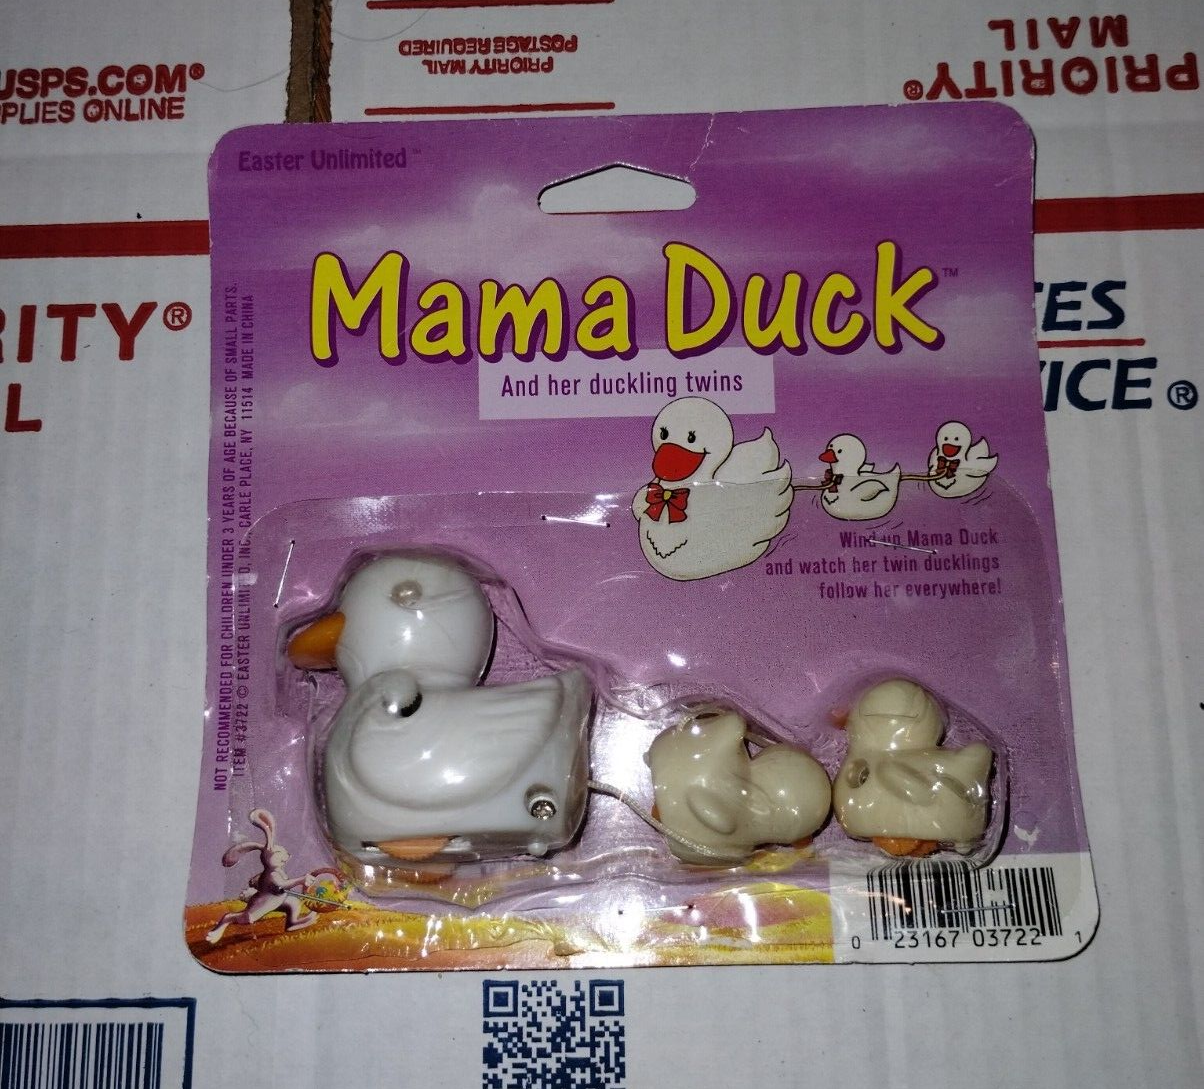 USPS.COM®
PLIES ONLINE
PRIORITY MAIL
POSTAGE REQUIRED
PRIORITY®
MAIL
RITY®
L
TES
VICE®
Easter Unlimited™
Mama Duck™
And her duckling twins
Wind up Mama Duck
and watch her twin ducklings
follow her everywhere!
NOT RECOMMENDED FOR CHILDREN UNDER 3 YEARS OF AGE BECAUSE OF SMALL PARTS.
ITEM #3722 © EASTER UNLIMITED, INC. CARLE PLACE, NY 11514 MADE IN CHINA
0 23167 03722 1